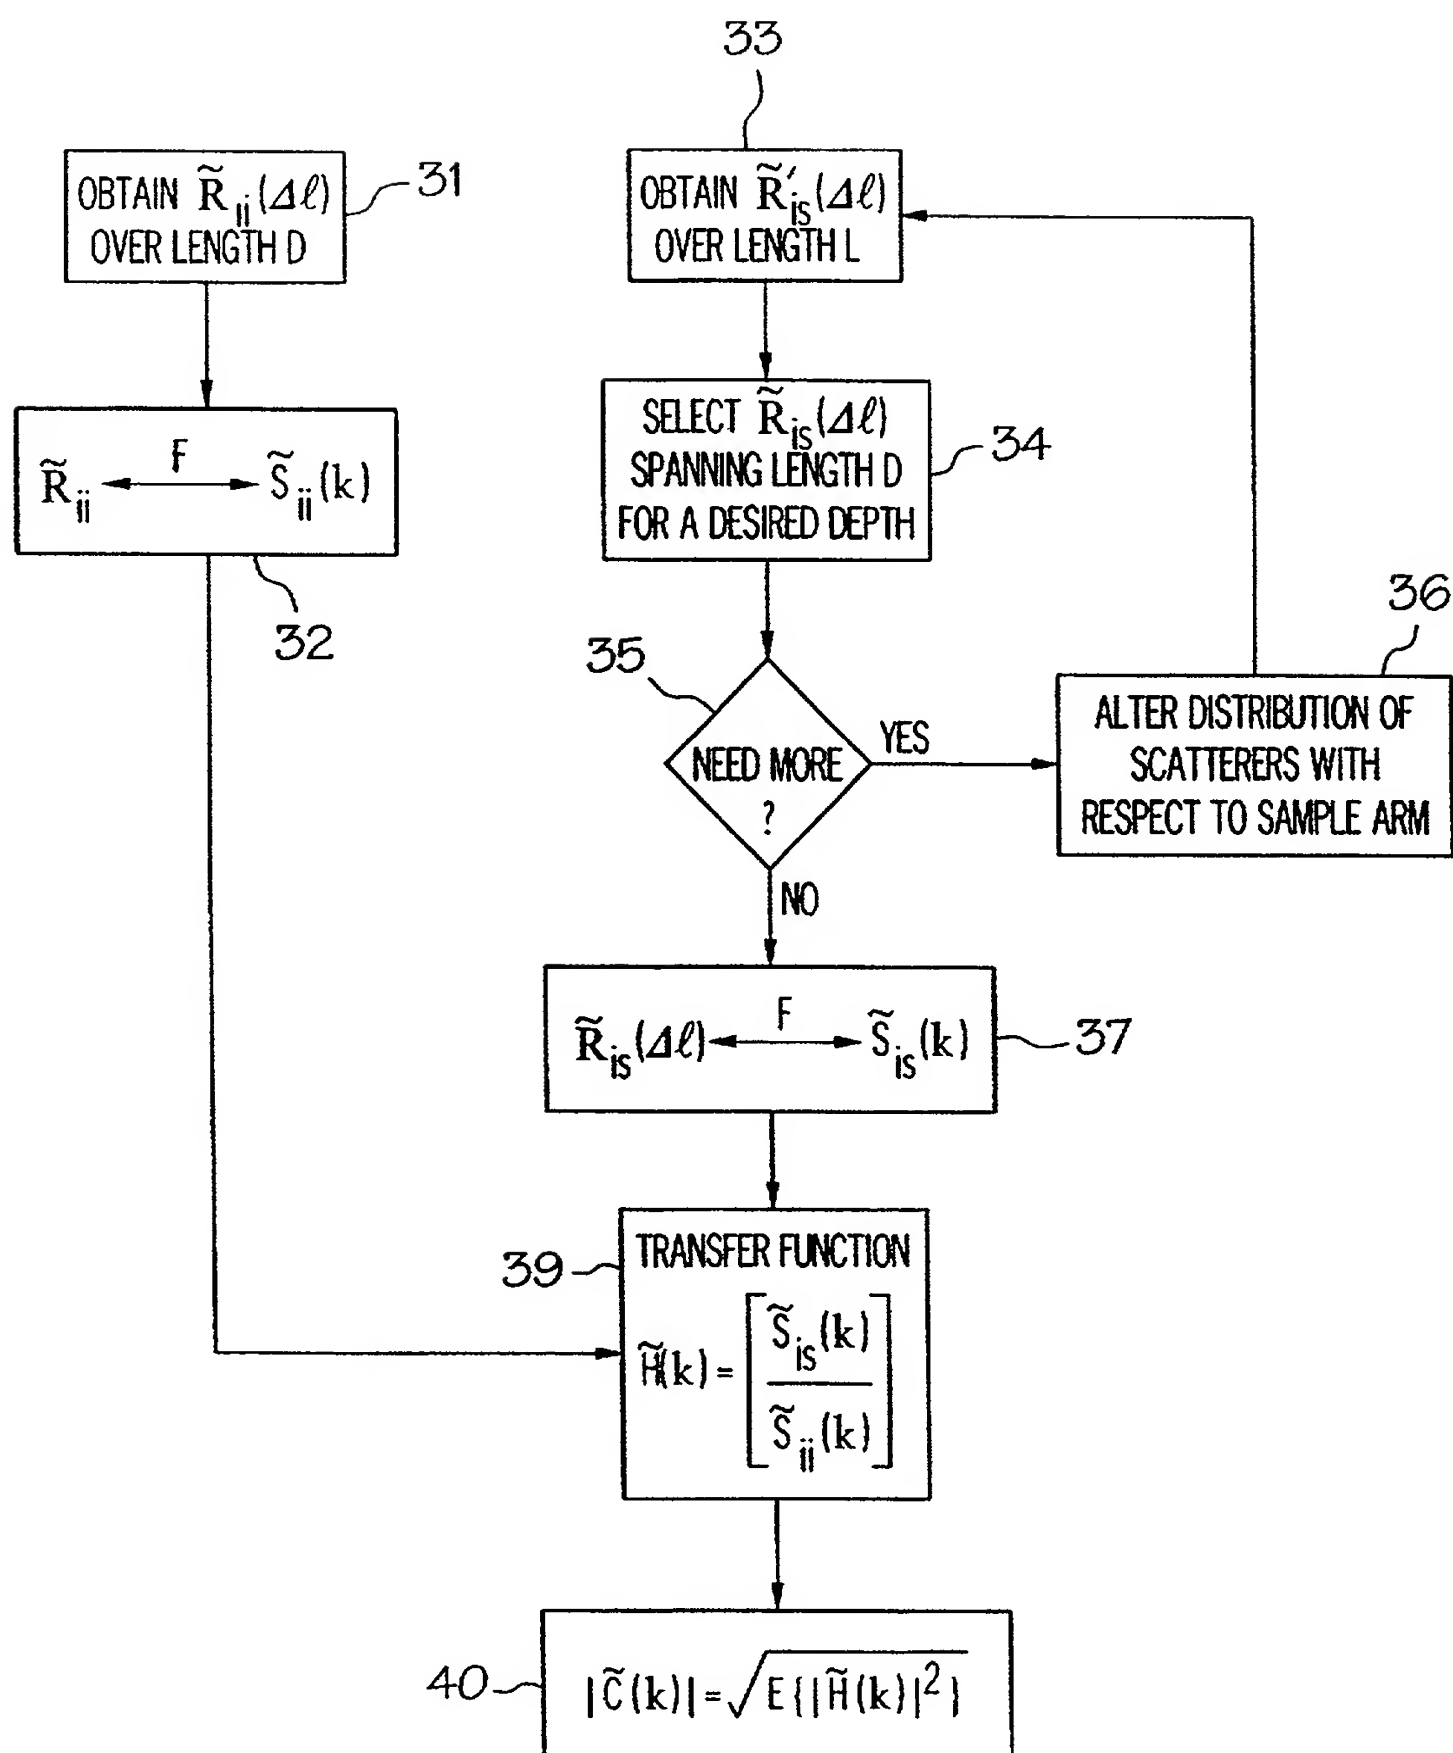 33
OBTAIN R̃ii(Δℓ)
OVER LENGTH D
31
OBTAIN R̃′is(Δℓ)
OVER LENGTH L
R̃ii ⟷ S̃ii(k)
F
32
SELECT R̃is(Δℓ)
SPANNING LENGTH D
FOR A DESIRED DEPTH
34
35
NEED MORE
?
YES
36
ALTER DISTRIBUTION OF
SCATTERERS WITH
RESPECT TO SAMPLE ARM
NO
F
R̃is(Δℓ) ⟷ S̃is(k)
37
39
TRANSFER FUNCTION
H̃(k) = [S̃is(k) / S̃ii(k)]
40
|C̃(k)| = √E{|H̃(k)|²}